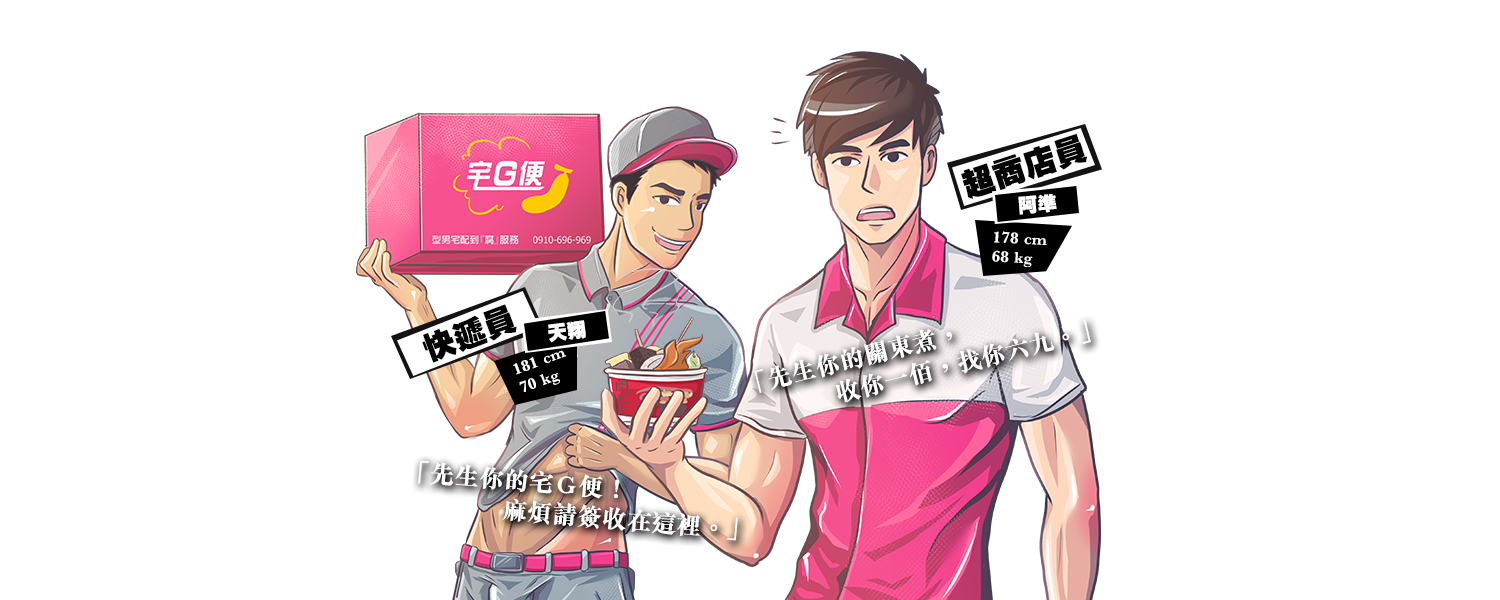 宅G便
型男宅配到『腐』服務 0910-696-969
快遞員
天翔
181 cm
70 kg
「先生你的宅G便！
麻煩請簽收在這裡。」
超商店員
阿準
178 cm
68 kg
「先生你的關東煮，
收你一佰，找你六九。」